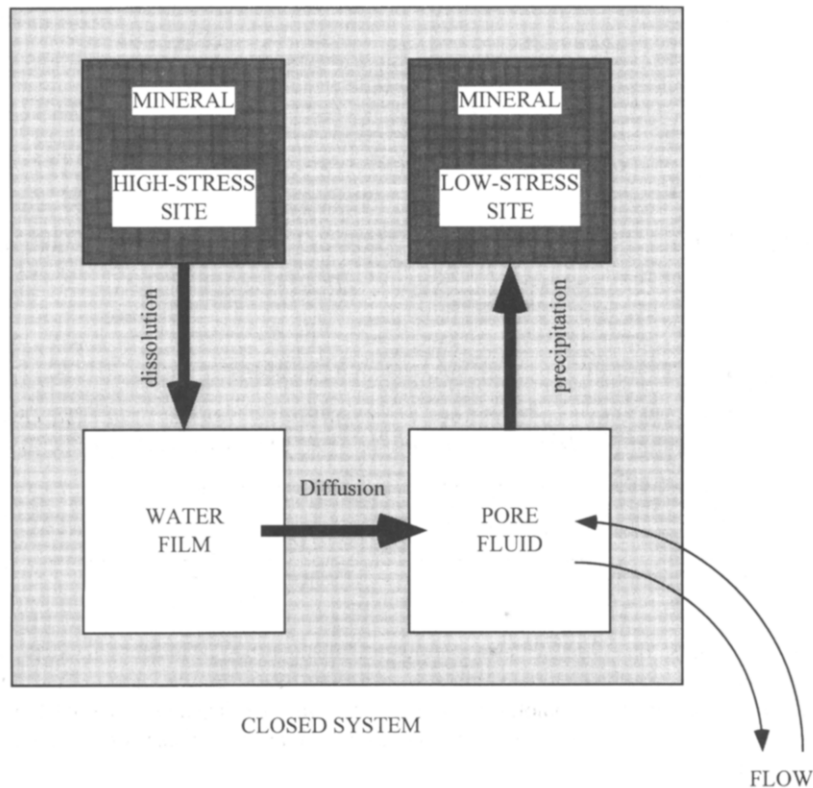 MINERAL
HIGH-STRESS
SITE
MINERAL
LOW-STRESS
SITE
dissolution
precipitation
WATER
FILM
Diffusion
PORE
FLUID
CLOSED SYSTEM
FLOW